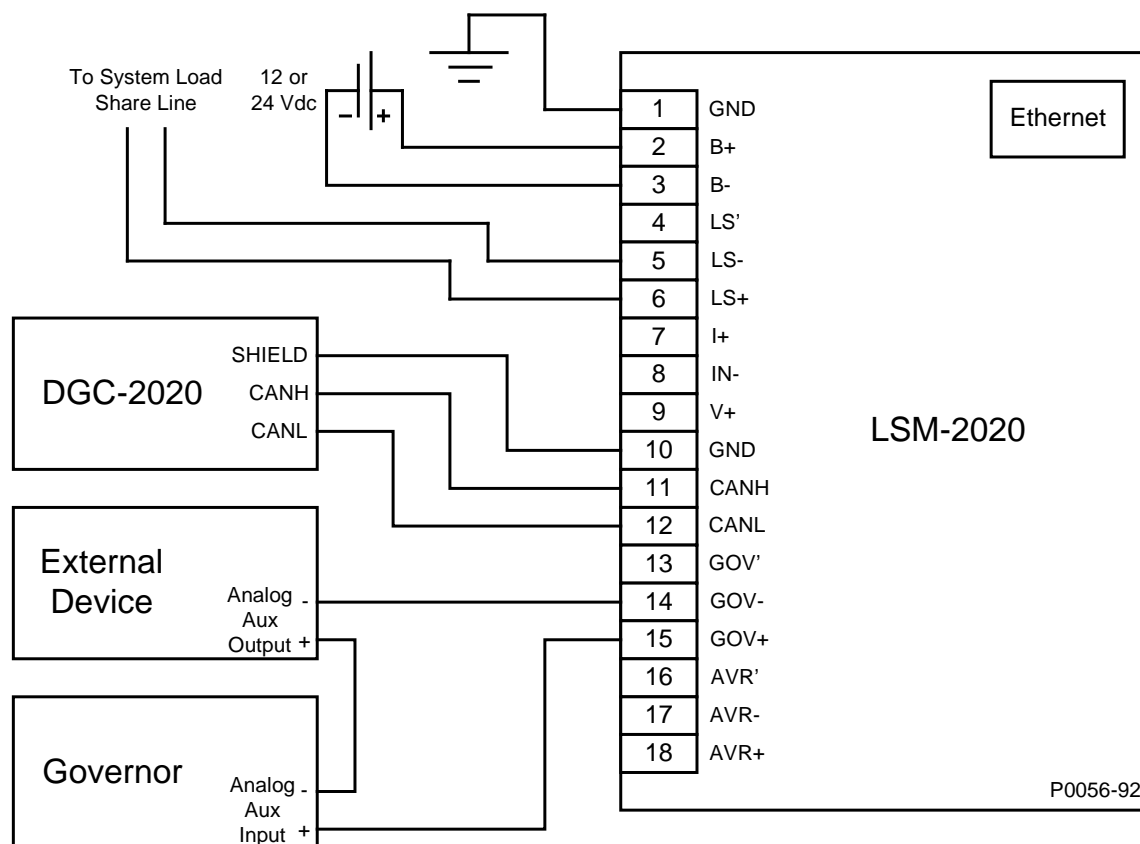 To System Load
Share Line
12 or
24 Vdc
- +
1 GND
2 B+
3 B-
4 LS’
5 LS-
6 LS+
7 I+
8 IN-
9 V+
10 GND
11 CANH
12 CANL
13 GOV’
14 GOV-
15 GOV+
16 AVR’
17 AVR-
18 AVR+
Ethernet
LSM-2020
DGC-2020
SHIELD
CANH
CANL
External
Device
Analog -
Aux
Output +
Governor
Analog -
Aux
Input +
P0056-92